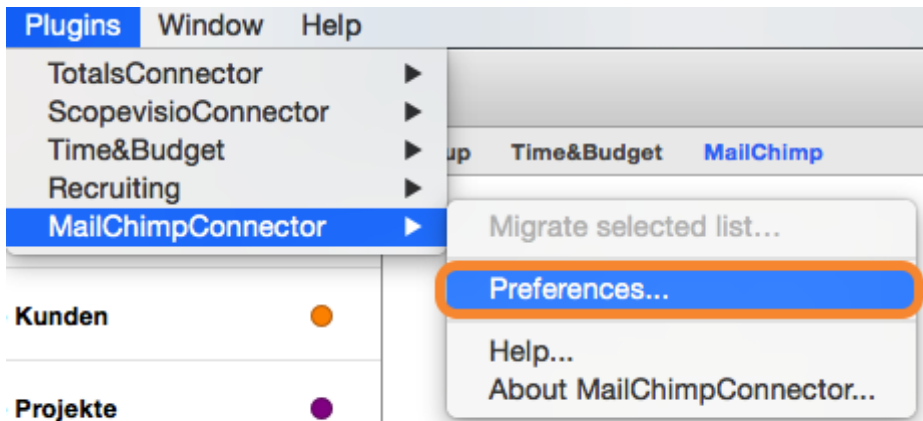 Plugins Window Help
TotalsConnector
ScopevisioConnector
Time&Budget
Recruiting
MailChimpConnector
up Time&Budget MailChimp
Migrate selected list...
Preferences...
Help...
About MailChimpConnector...
Kunden
Projekte